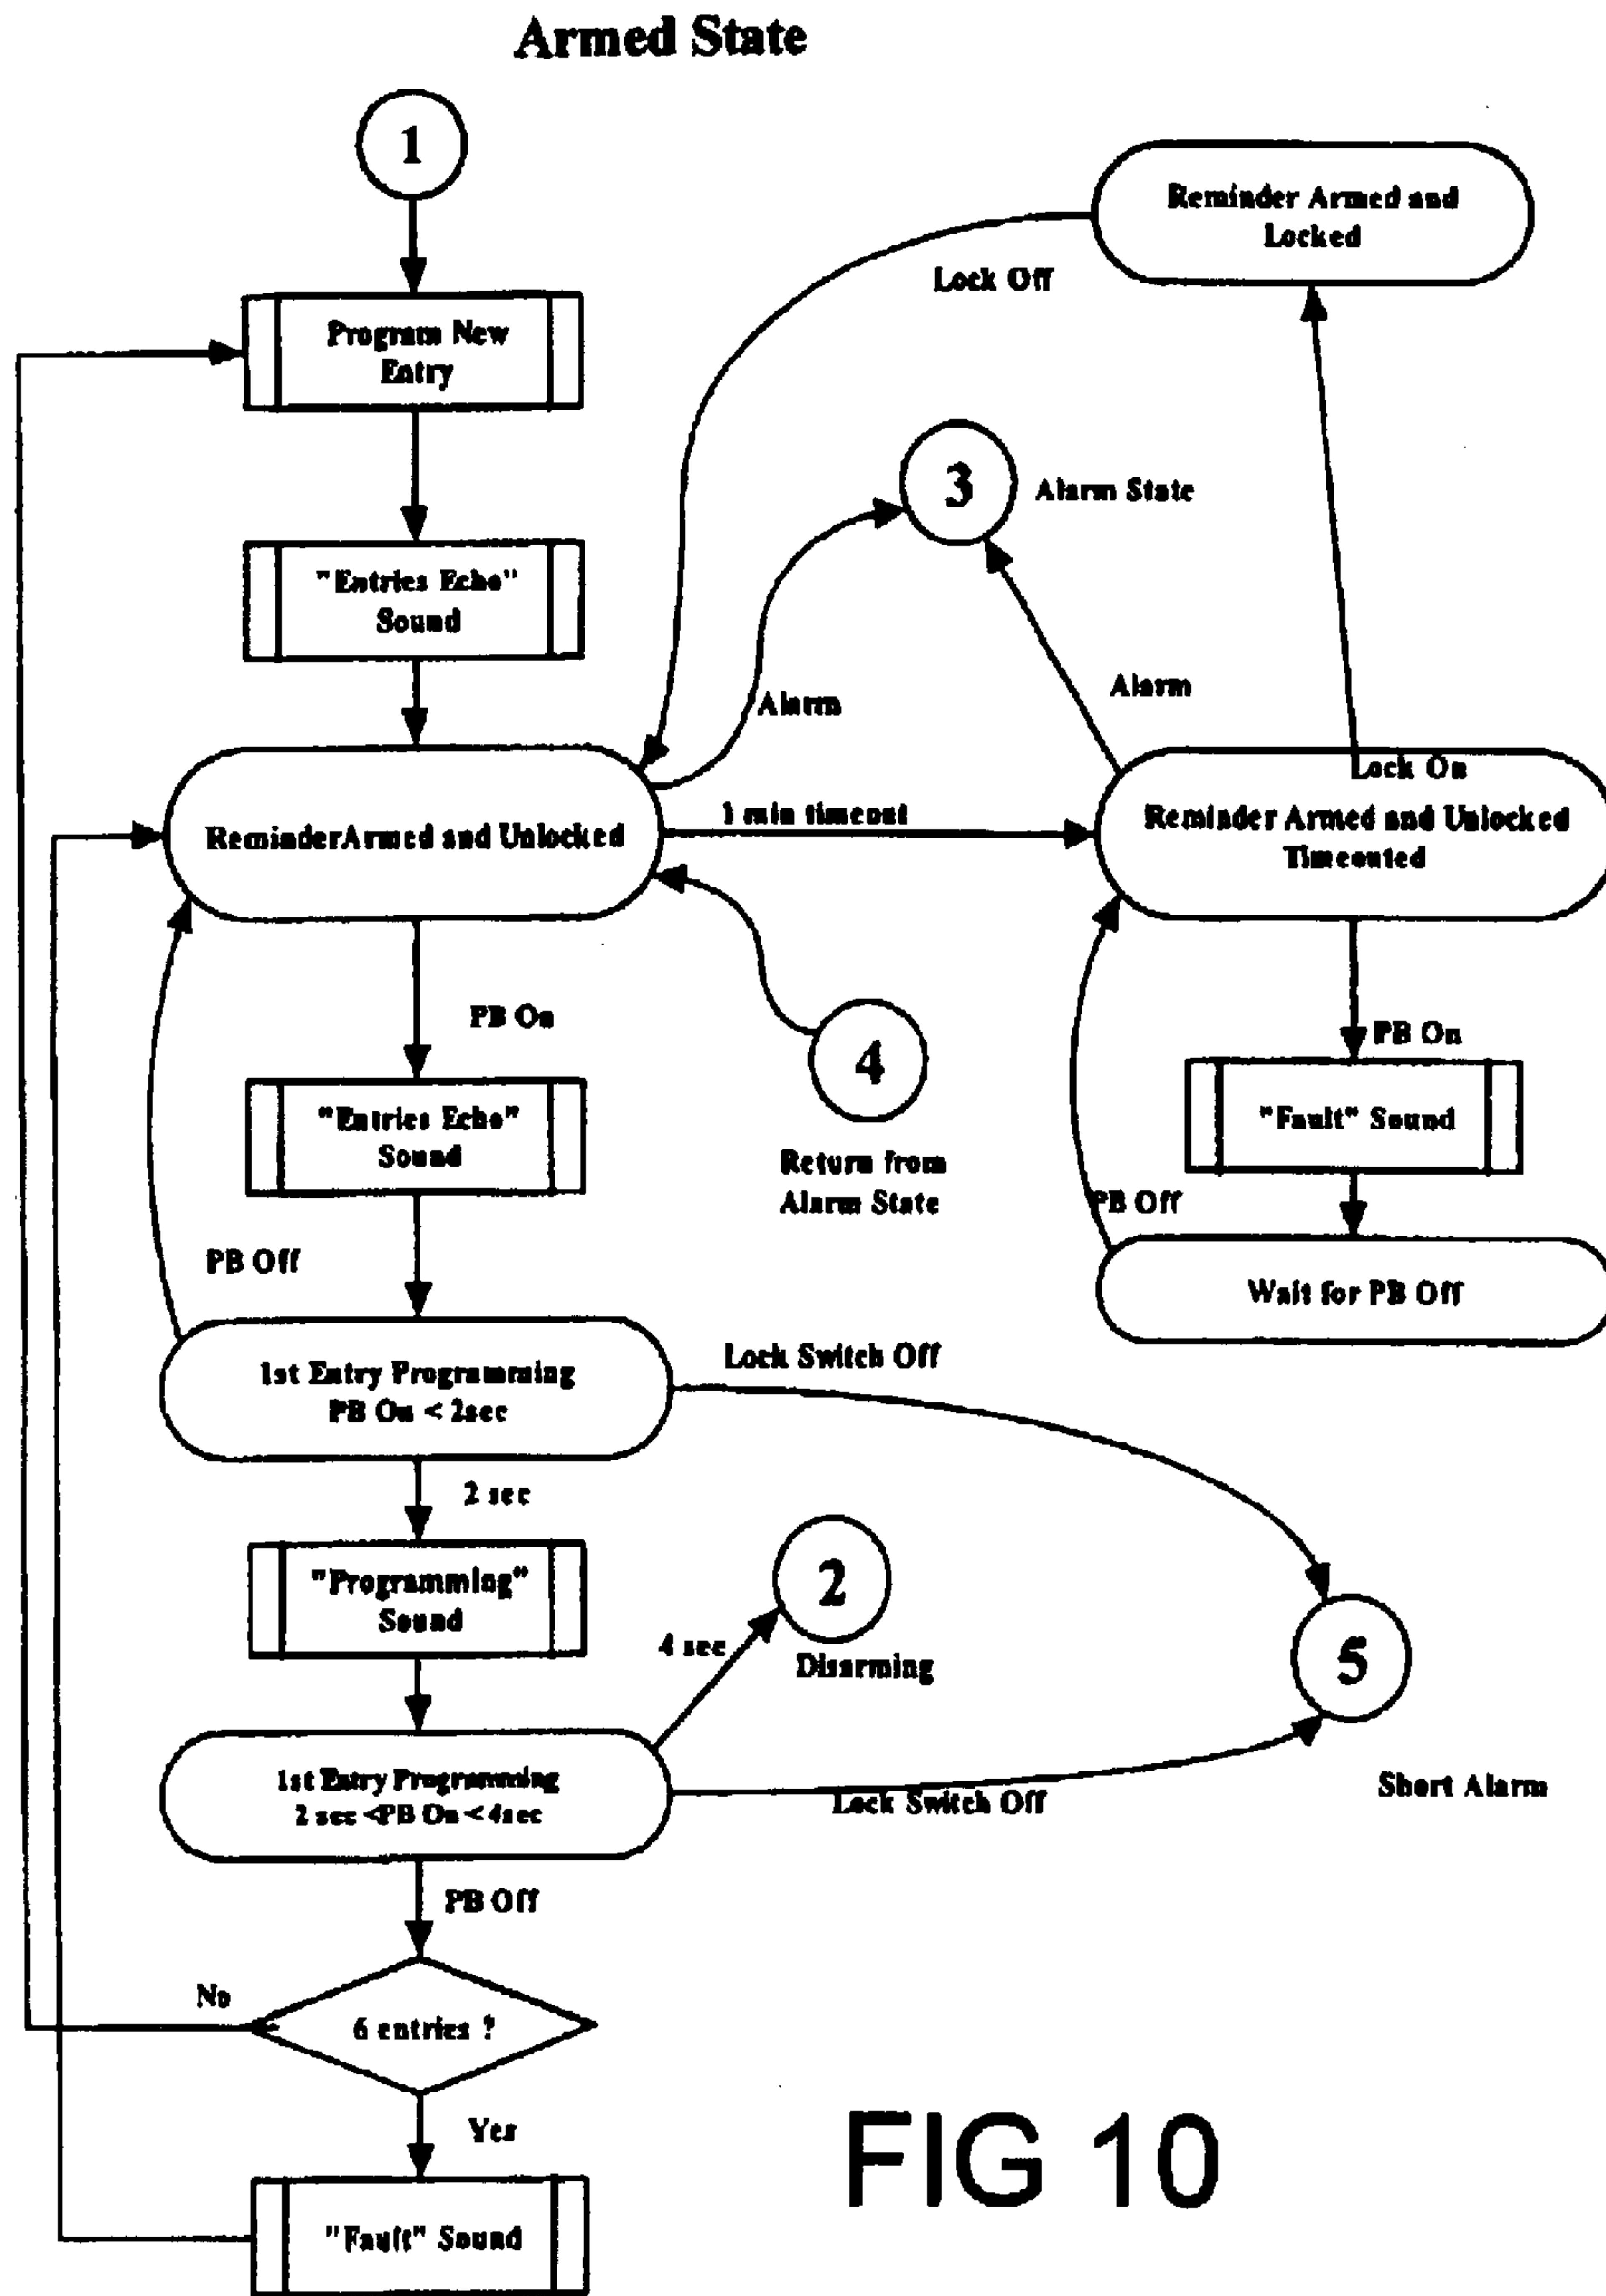 Armed State
1
Reminder Armed and
Locked
Lock Off
Program New
Entry
3
Alarm State
"Entries Echo"
Sound
Alarm
Alarm
Lock On
1 min timeout
ReminderArmed and Unlocked
Reminder Armed and Unlocked
Timeouted
PB On
PB On
4
"Entries Echo"
Sound
"Fault" Sound
Return from
Alarm State
PB Off
PB Off
Wait for PB Off
Lock Switch Off
1st Entry Programming
PB On < 2sec
2 sec
"Programming"
Sound
2
4 sec
Disarming
5
1st Entry Programming
2 sec <PB On < 4sec
Lock Switch Off
Short Alarm
PB Off
No
6 entries ?
Yes
"Fault" Sound
FIG 10